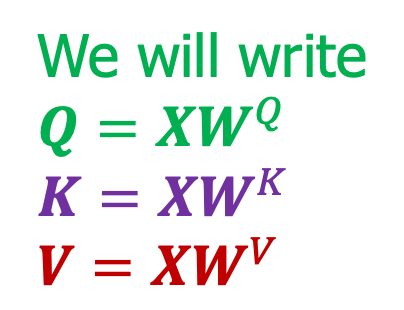 We will write
Q = XW^Q
K = XW^K
V = XW^V